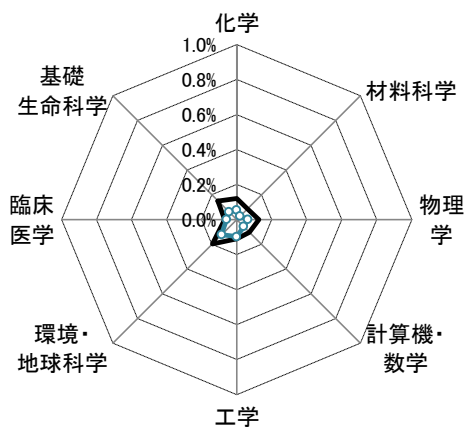 化学
1.0%
0.8%
0.6%
0.4%
0.2%
0.0%
材料科学
物理
学
計算機・
数学
工学
環境・
地球科学
臨床
医学
基礎
生命科学